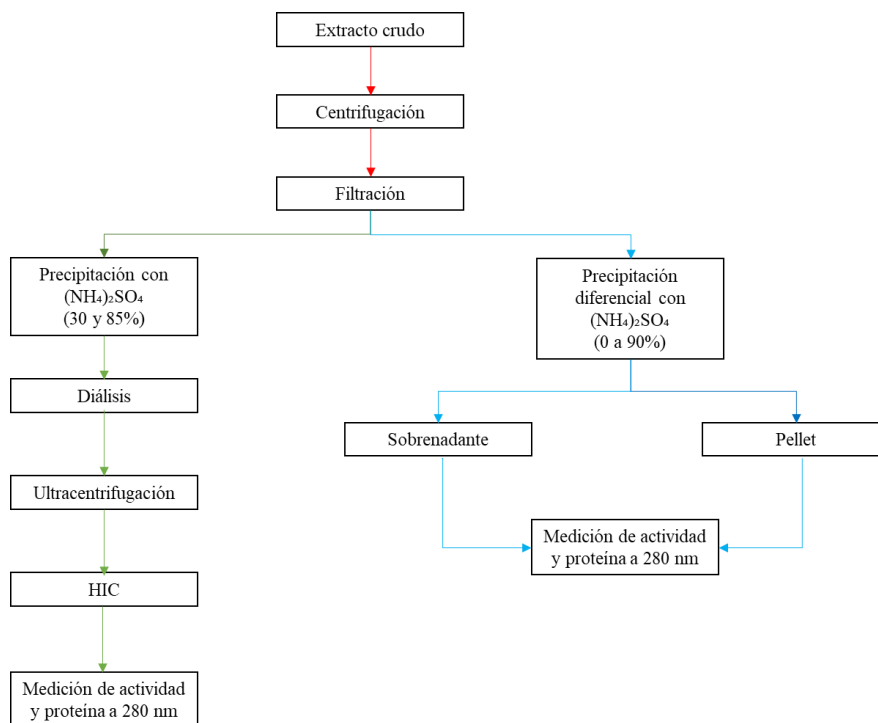 Extracto crudo
Centrifugación
Filtración
Precipitación con
(NH₄)₂SO₄
(30 y 85%)
Diálisis
Ultracentrifugación
HIC
Medición de actividad
y proteína a 280 nm
Precipitación
diferencial con
(NH₄)₂SO₄
(0 a 90%)
Sobrenadante
Pellet
Medición de actividad
y proteína a 280 nm